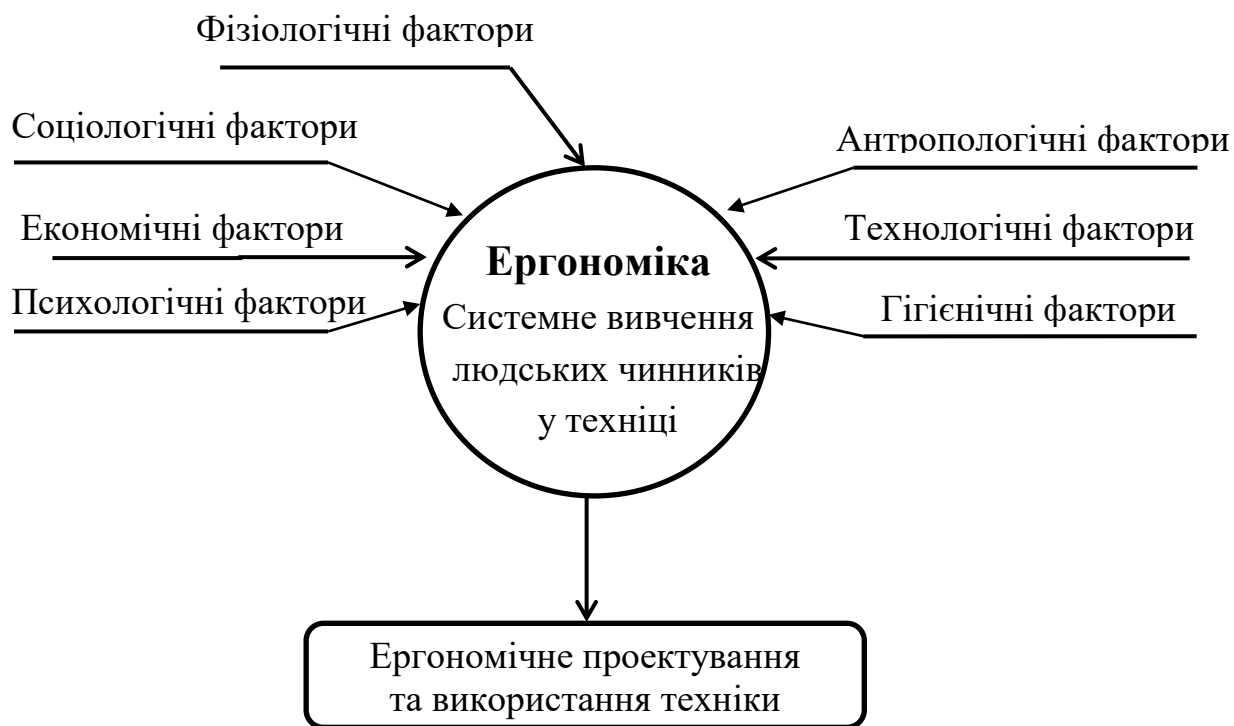 Фізіологічні фактори
Соціологічні фактори
Антропологічні фактори
Економічні фактори
Технологічні фактори
Психологічні фактори
Гігієнічні фактори
Ергономіка
Системне вивчення
людських чинників
у техніці
Ергономічне проектування
та використання техніки